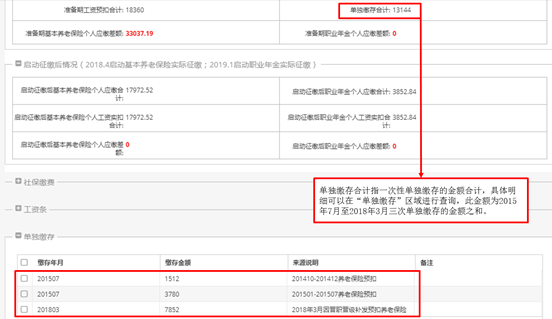 准备期工资预扣合计: 18360
单独缴存合计: 13144
准备期基本养老保险个人应缴差额: 33037.19
准备期职业年金个人应缴差额: 0
启动征缴后情况（2018.4启动基本养老保险实际征缴；2019.1启动职业年金实际征缴）
启动征缴后基本养老保险个人应缴合计: 17972.52
启动征缴后职业年金个人应缴合计: 3852.84
启动征缴后基本养老保险个人工资实扣合计: 17972.52
启动征缴后职业年金个人工资实扣合计: 3852.84
启动征缴后基本养老保险个人应缴差额: 0
启动征缴后职业年金个人应缴差额: 0
社保缴费
单独缴存合计指一次性单独缴存的金额合计，具体明
细可以在“单独缴存”区域进行查询，此金额为2015
年7月至2018年3月三次单独缴存的金额之和。
工资条
单独缴存
缴存年月 缴存金额 来源说明 备注
201507 1512 201410-201412养老保险预扣
201507 3780 201501-201507养老保险预扣
201803 7852 2018年3月因晋职晋级补发预扣养老保险